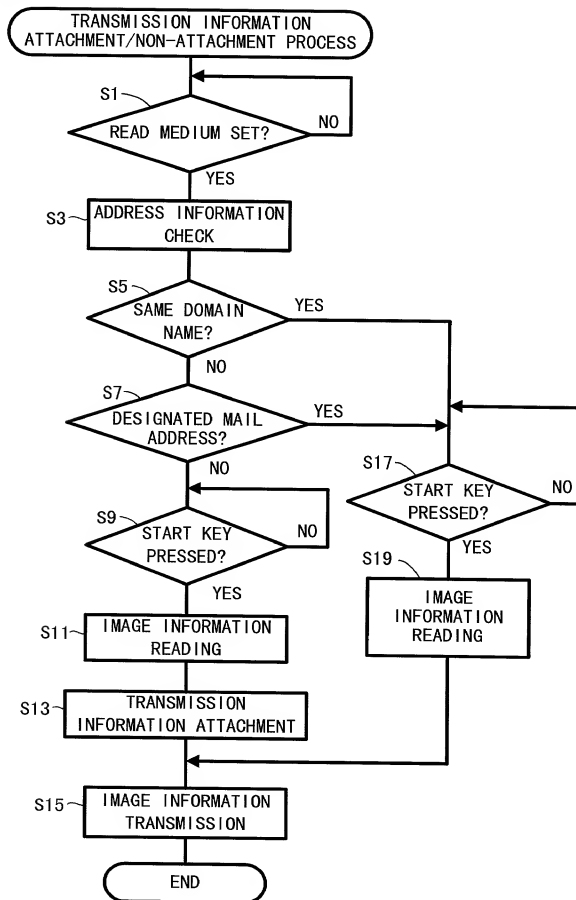 TRANSMISSION INFORMATION
ATTACHMENT/NON-ATTACHMENT PROCESS
S1
READ MEDIUM SET?
NO
YES
S3
ADDRESS INFORMATION
CHECK
S5
SAME DOMAIN
NAME?
YES
NO
S7
DESIGNATED MAIL
ADDRESS?
YES
NO
S9
START KEY
PRESSED?
NO
YES
S17
START KEY
PRESSED?
NO
YES
S11
IMAGE INFORMATION
READING
S19
IMAGE
INFORMATION
READING
S13
TRANSMISSION
INFORMATION ATTACHMENT
S15
IMAGE INFORMATION
TRANSMISSION
END